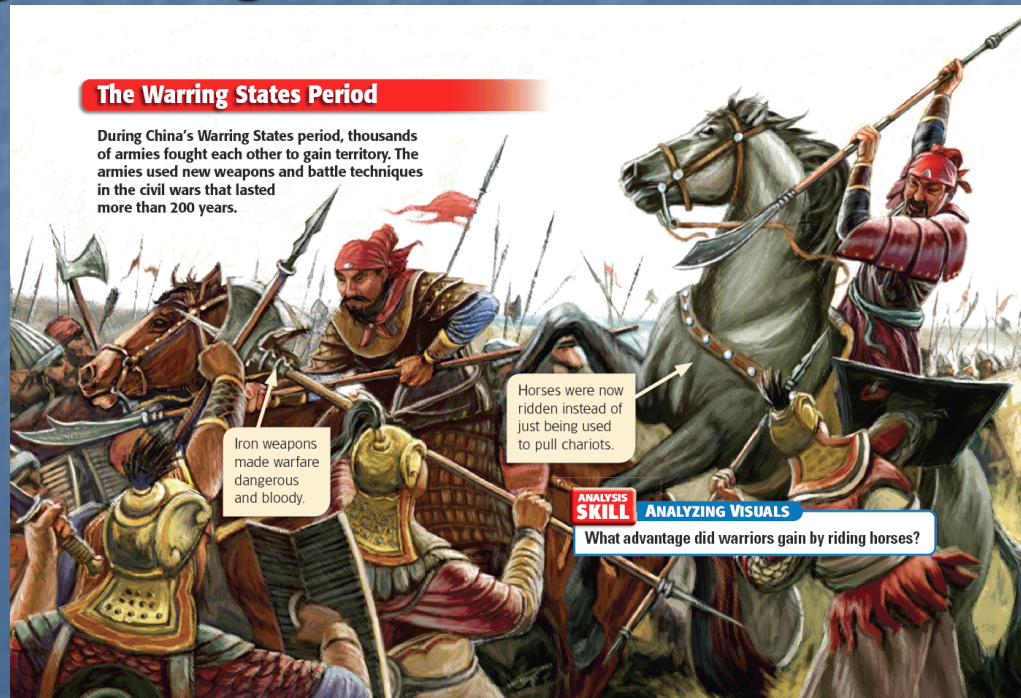 The Warring States Period
During China's Warring States period, thousands
of armies fought each other to gain territory. The
armies used new weapons and battle techniques
in the civil wars that lasted
more than 200 years.
Iron weapons
made warfare
dangerous
and bloody.
Horses were now
ridden instead of
just being used
to pull chariots.
ANALYSIS
SKILL
ANALYZING VISUALS
What advantage did warriors gain by riding horses?